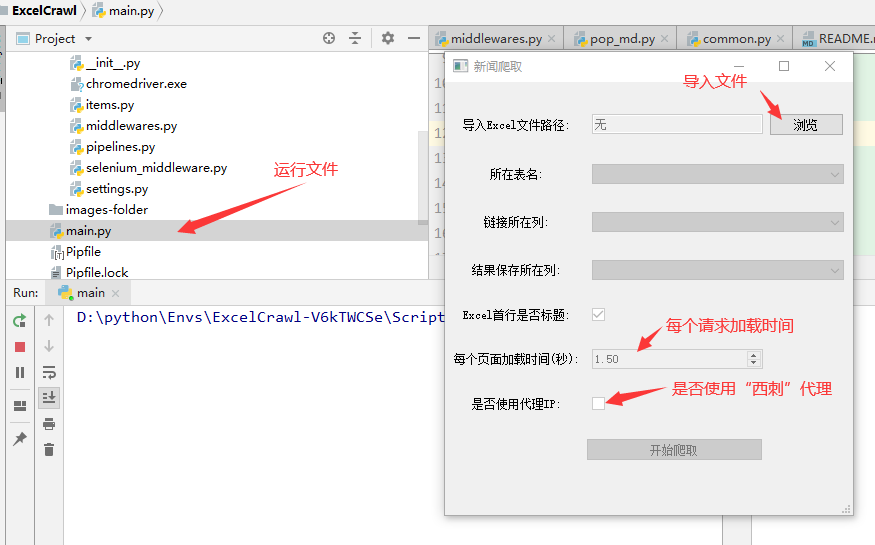 ExcelCrawl main.py
Project
middlewares.py
pop_md.py
common.py
README.
__init__.py
chromedriver.exe
items.py
middlewares.py
pipelines.py
selenium_middleware.py
settings.py
images-folder
main.py
Pipfile
Pipfile.lock
运行文件
新闻爬取
导入文件
导入Excel文件路径:
无
浏览
所在表名:
链接所在列:
结果保存所在列:
Excel首行是否标题:
每个请求加载时间
每个页面加载时间(秒):
1.50
是否使用“西刺”代理
是否使用代理IP:
开始爬取
Run: main
D:\python\Envs\ExcelCrawl-V6kTWCSe\Script